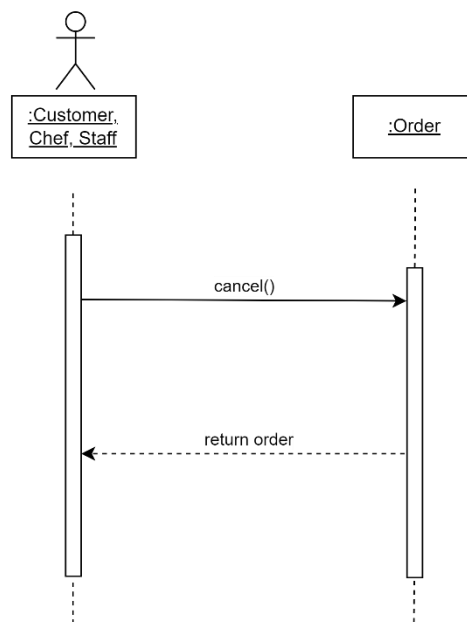 :Customer,
Chef, Staff
:Order
cancel()
return order